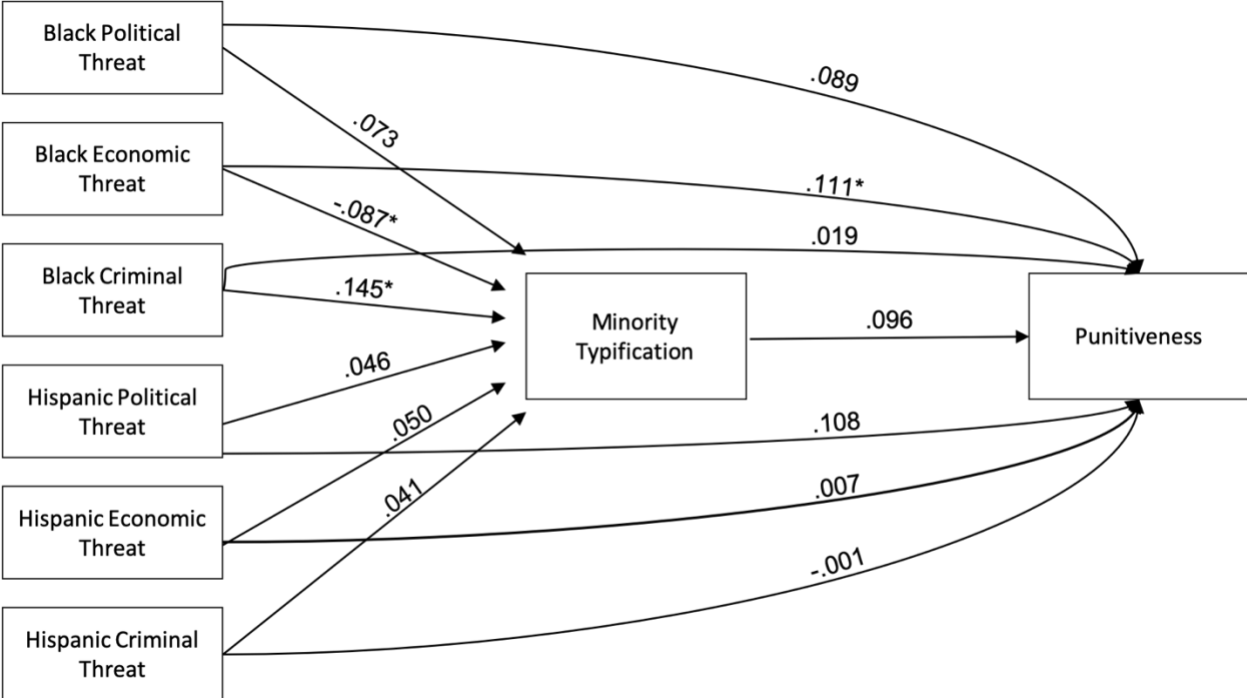 Black Political
Threat
.089
.073
Black Economic
Threat
.111*
-.087*
.019
Black Criminal
Threat
.145*
Minority
Typification
.096
Punitiveness
.046
Hispanic Political
Threat
.050
.108
.041
.007
Hispanic Economic
Threat
-.001
Hispanic Criminal
Threat